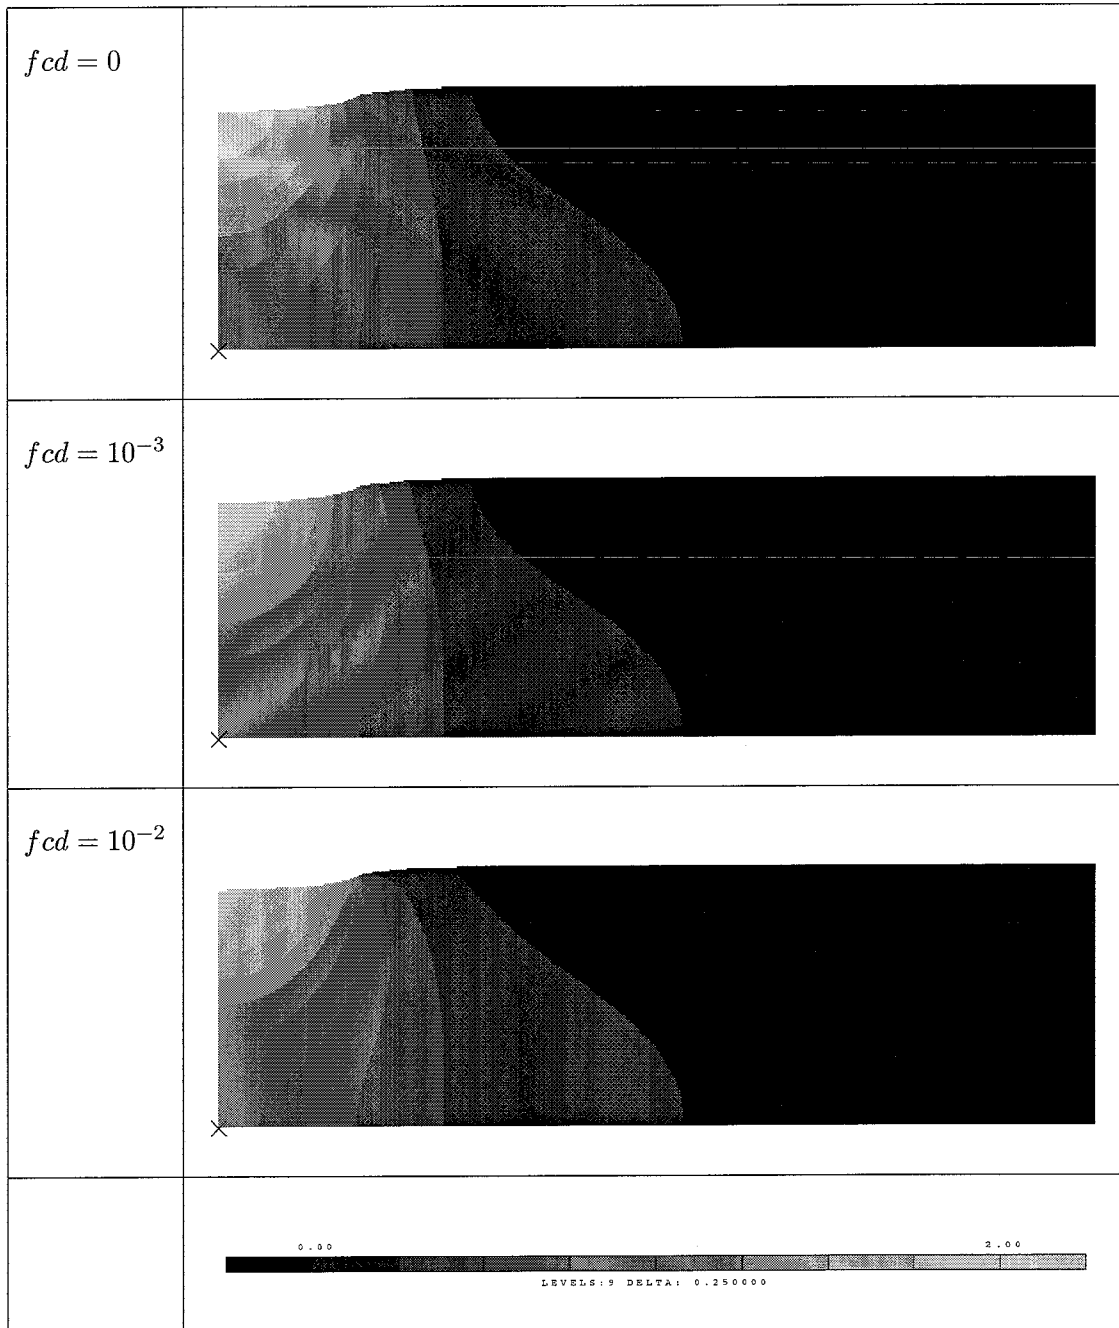 fcd = 0
fcd = 10⁻³
fcd = 10⁻²
0.00 2.00
LEVELS:9 DELTA: 0.250000